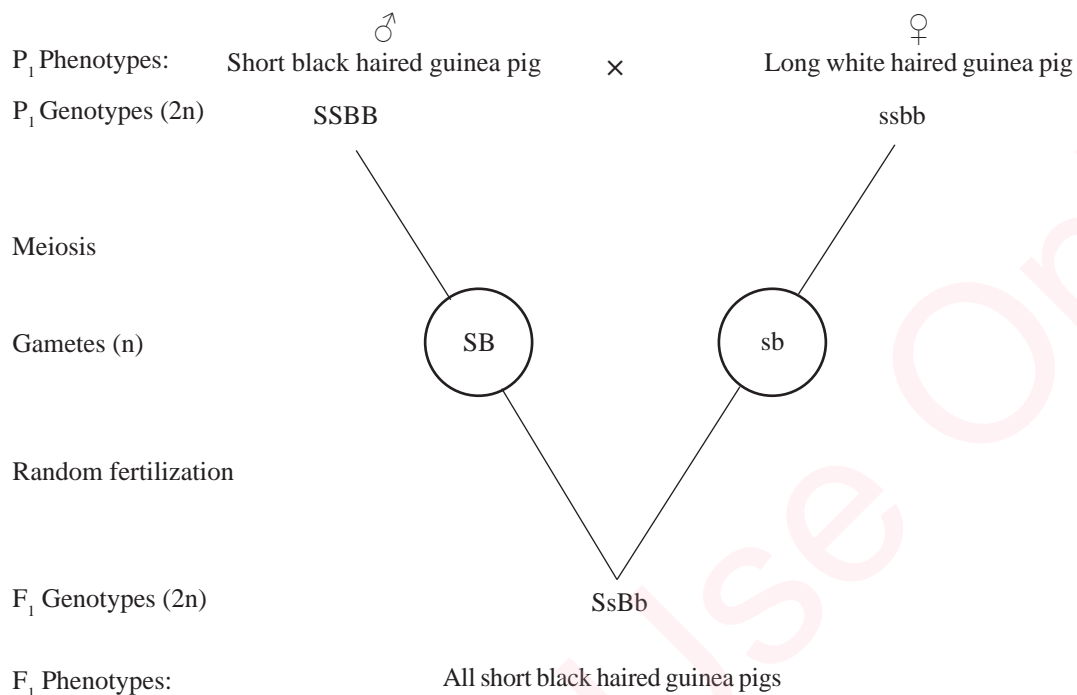 ♂ ♀
P₁ Phenotypes: Short black haired guinea pig × Long white haired guinea pig
P₁ Genotypes (2n) SSBB ssbb
Meiosis
Gametes (n) SB sb
Random fertilization
F₁ Genotypes (2n) SsBb
F₁ Phenotypes: All short black haired guinea pigs
Use